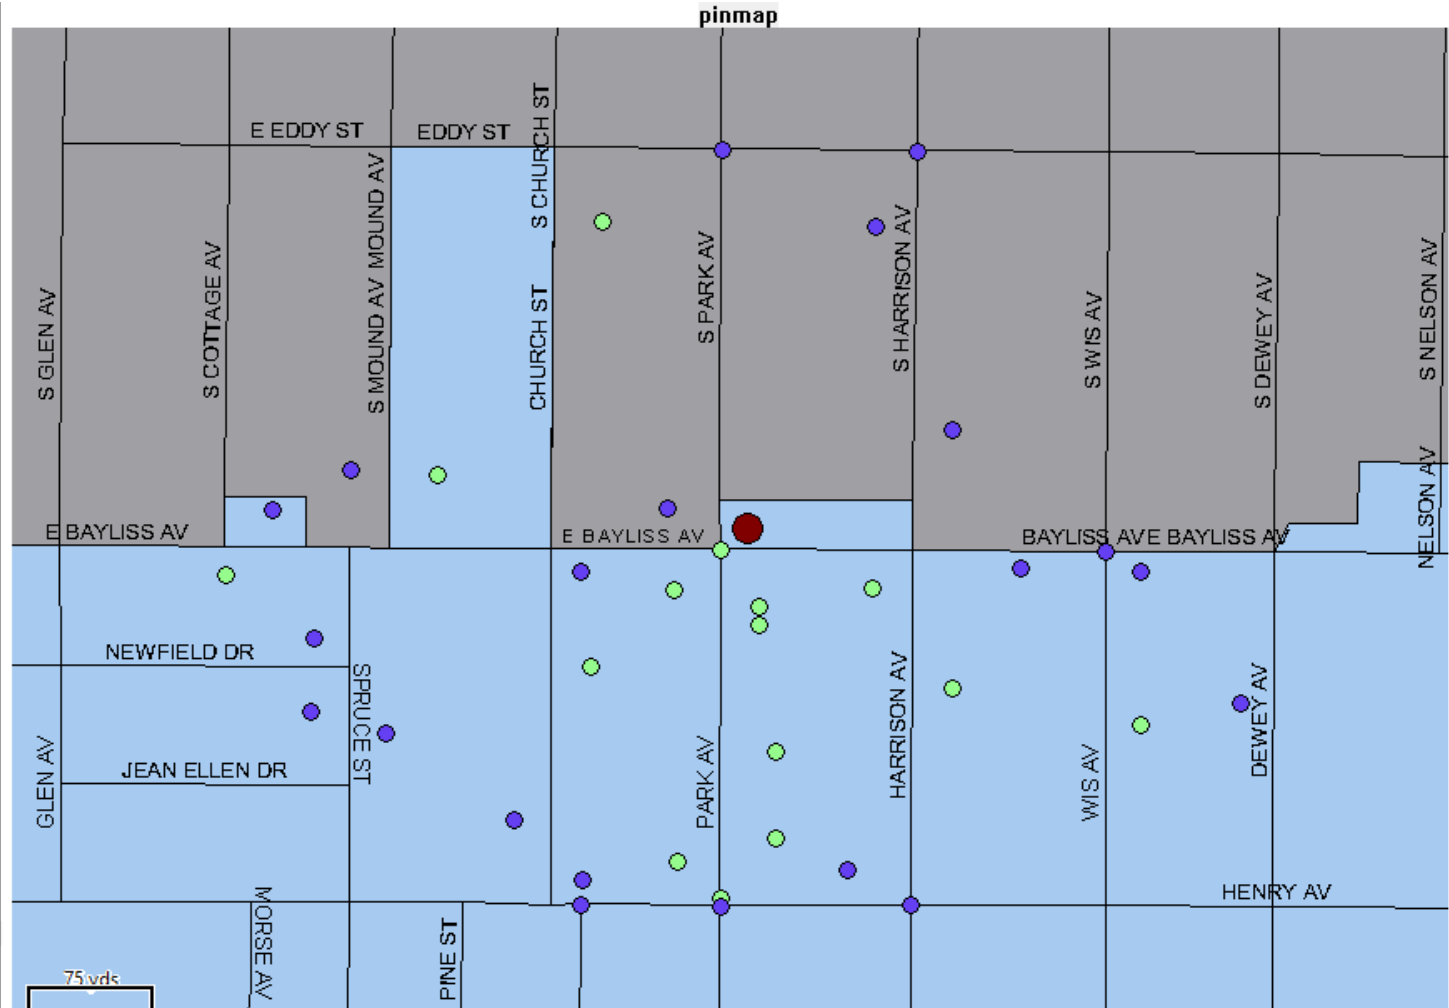 pinmap
E EDDY ST
EDDY ST
S CHURCH ST
S MOUND AV MOUND AV
S GLEN AV
S COTTAGE AV
CHURCH ST
S PARK AV
S HARRISON AV
S WIS AV
S DEWEY AV
S NELSON AV
NELSON AV
E BAYLISS AV
E BAYLISS AV
BAYLISS AVE BAYLISS AV
NEWFIELD DR
SPRUCE ST
JEAN ELLEN DR
GLEN AV
PARK AV
HARRISON AV
WIS AV
DEWEY AV
HENRY AV
MORSE AV
PINE ST
75 yds